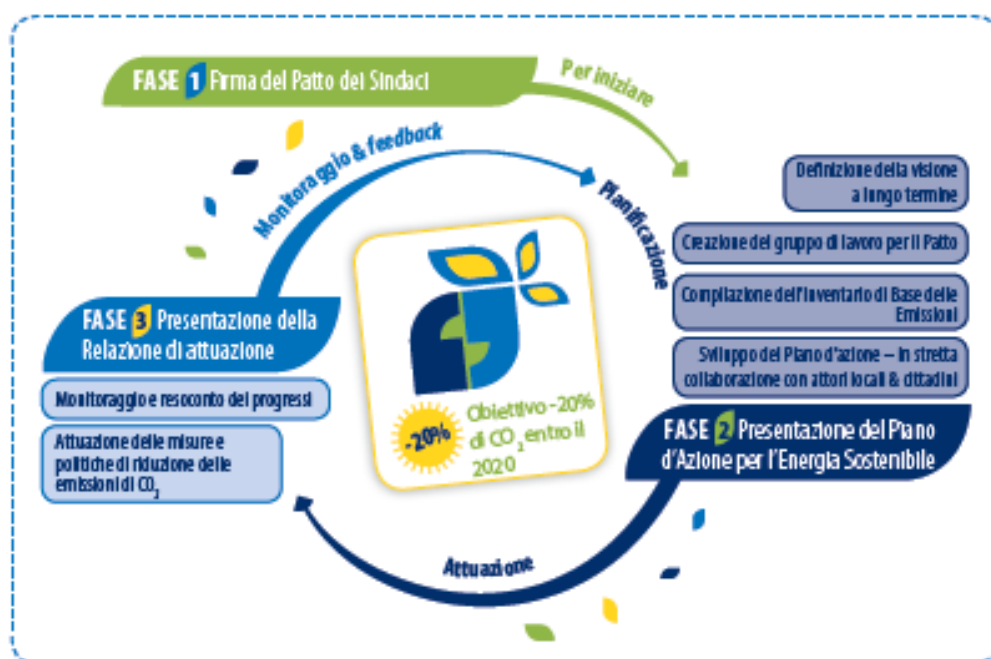 FASE 1 Firma del Patto dei Sindaci
Per iniziare
Monitoraggio & feedback
Pianificazione
Definizione della visione
a lungo termine
Creazione del gruppo di lavoro per il Patto
Compilazione dell'Inventario di Base delle
Emissioni
Sviluppo del Piano d'azione – in stretta
collaborazione con attori locali & cittadini
FASE 2 Presentazione del Piano
d'Azione per l'Energia Sostenibile
FASE 3 Presentazione della
Relazione di attuazione
Monitoraggio e resoconto dei progressi
Attuazione delle misure e
politiche di riduzione delle
emissioni di CO₂
-20%
Obiettivo -20%
di CO₂ entro il
2020
Attuazione